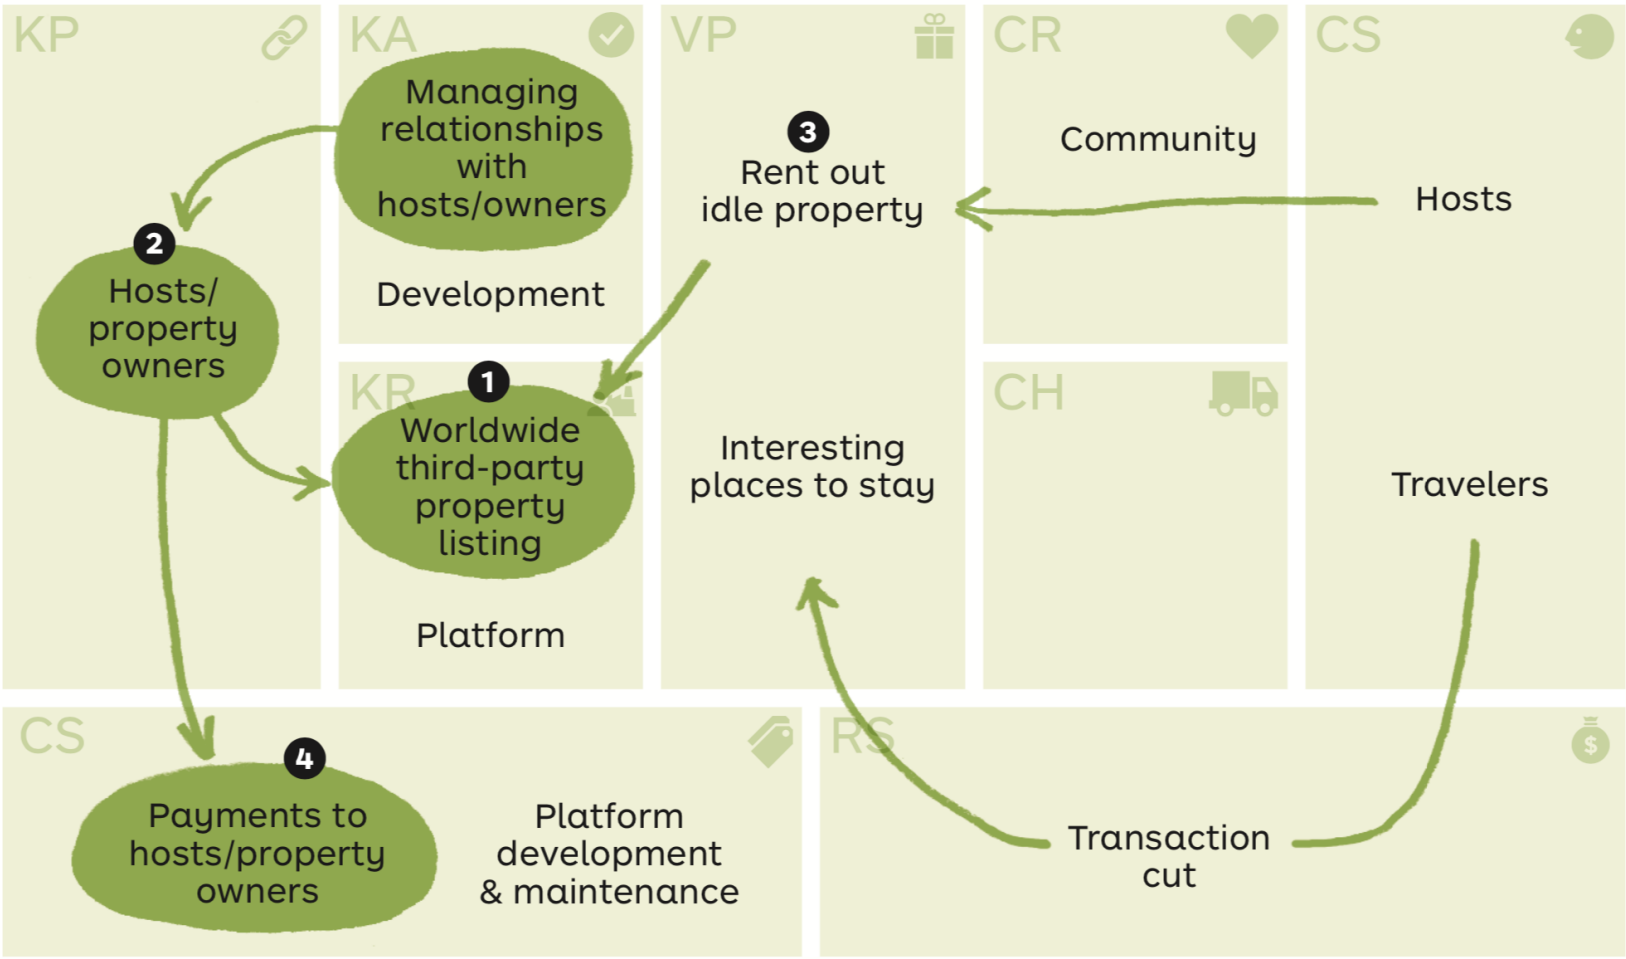 KP
2
Hosts/
property
owners
KA
Managing
relationships
with
hosts/owners
Development
KR
1
Worldwide
third-party
property
listing
Platform
VP
3
Rent out
idle property
Interesting
places to stay
CR
Community
CH
CS
Hosts
Travelers
CS
4
Payments to
hosts/property
owners
Platform
development
& maintenance
RS
$
Transaction
cut